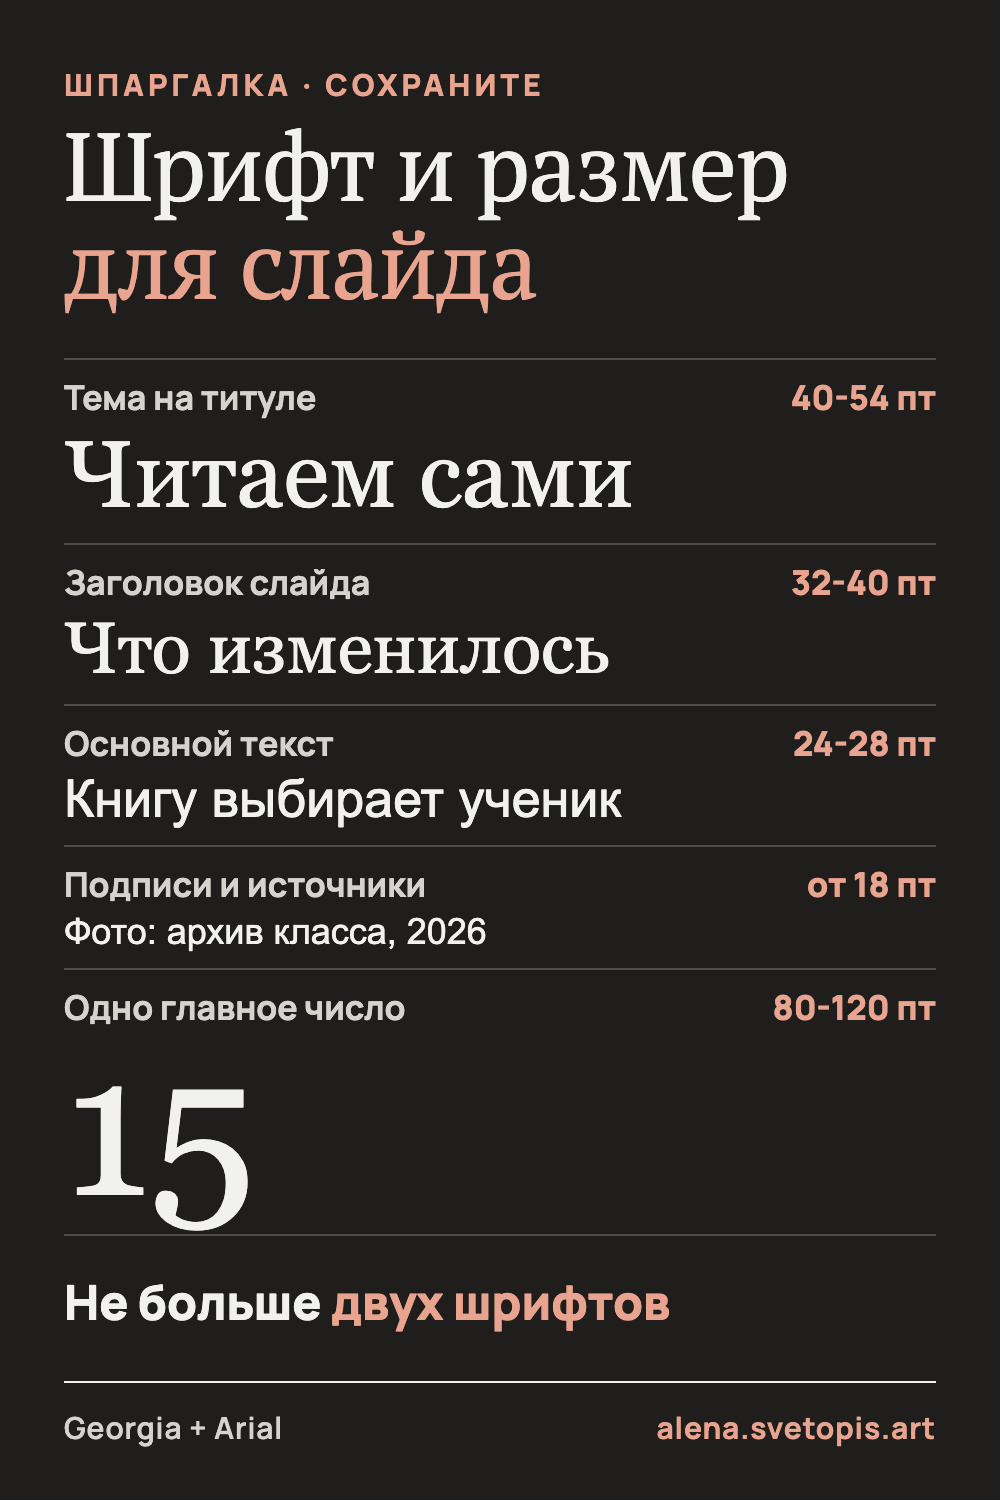 ШПАРГАЛКА · СОХРАНИТЕ
Шрифт и размер
для слайда
Тема на титуле 40-54 пт
Читаем сами
Заголовок слайда 32-40 пт
Что изменилось
Основной текст 24-28 пт
Книгу выбирает ученик
Подписи и источники от 18 пт
Фото: архив класса, 2026
Одно главное число 80-120 пт
15
Не больше двух шрифтов
Georgia + Arial alena.svetopis.art